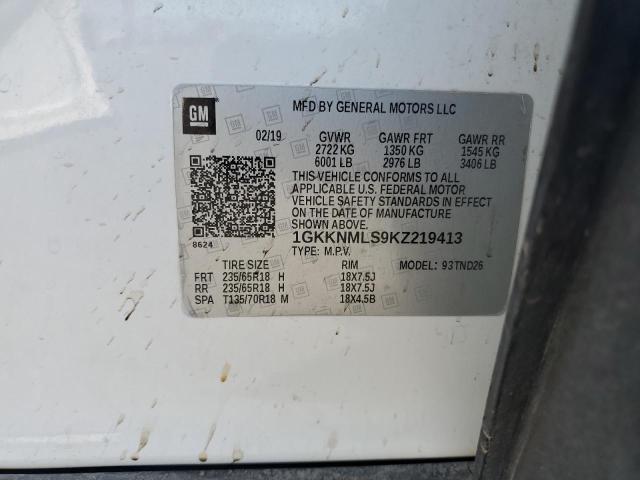 GM
MFD BY GENERAL MOTORS LLC
02/19 GVWR GAWR FRT GAWR RR
2722 KG 1350 KG 1545 KG
6001 LB 2976 LB 3406 LB
THIS VEHICLE CONFORMS TO ALL
APPLICABLE U.S. FEDERAL MOTOR
VEHICLE SAFETY STANDARDS IN EFFECT
ON THE DATE OF MANUFACTURE
SHOWN ABOVE.
8624 1GKKNMLS9KZ219413
TYPE: M.P.V. MODEL: 93TND26
TIRE SIZE RIM
FRT 235/65R18 H 18X7.5J
RR 235/65R18 H 18X7.5J
SPA T135/70R18 M 18X4.5B